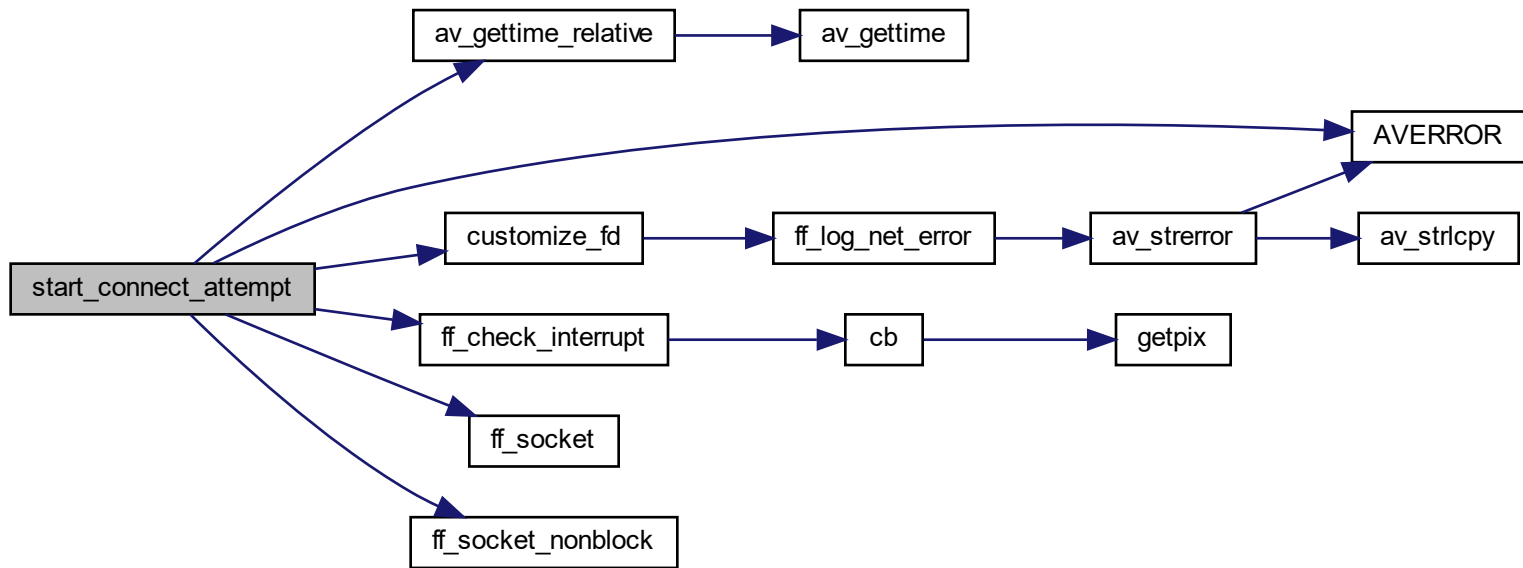 av_gettime_relative
av_gettime
AVERROR
customize_fd
ff_log_net_error
av_strerror
av_strlcpy
start_connect_attempt
ff_check_interrupt
cb
getpix
ff_socket
ff_socket_nonblock